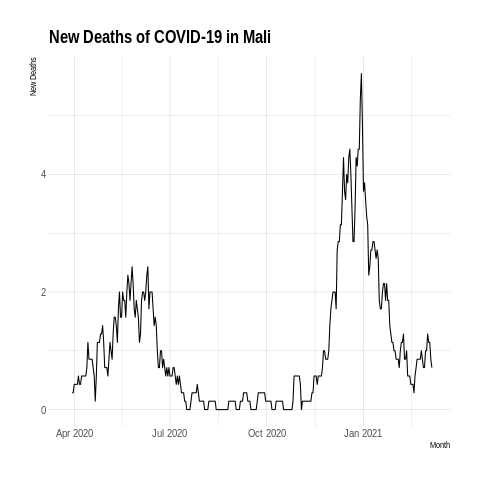 New Deaths of COVID-19 in Mali
New Deaths
4
2
0
Apr 2020 Jul 2020 Oct 2020 Jan 2021
Month